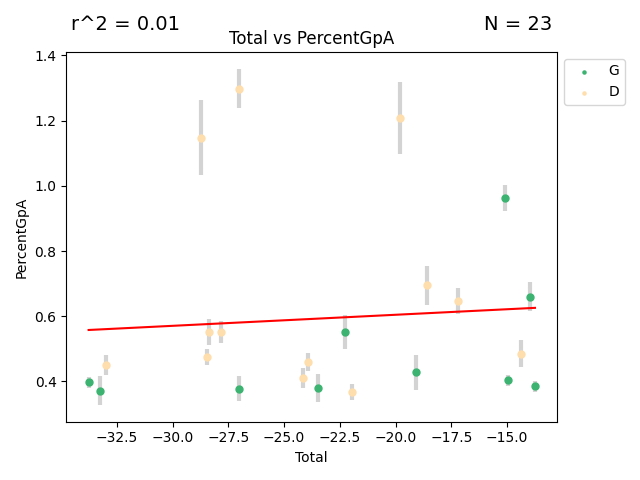 r^2 = 0.01
N = 23
Total vs PercentGpA
G
D
PercentGpA
1.4
1.2
1.0
0.8
0.6
0.4
−32.5 −30.0 −27.5 −25.0 −22.5 −20.0 −17.5 −15.0
Total